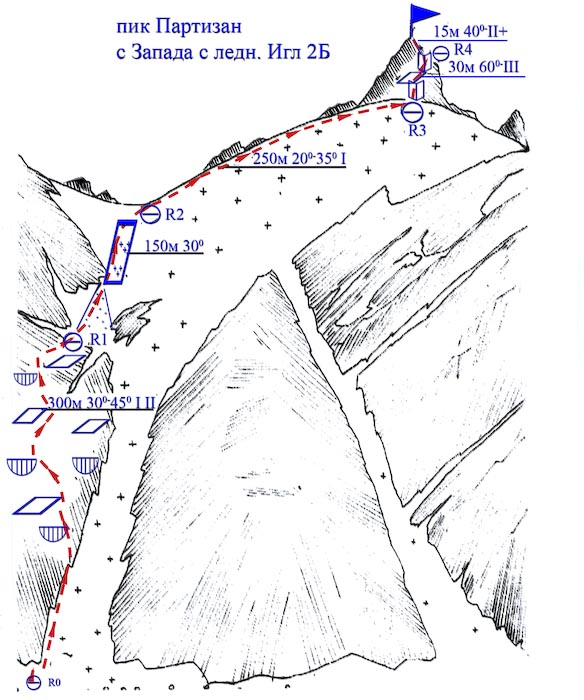 пик Партизан
с Запада с ледн. Игл 2Б
15м 40⁰-II+
R4
30м 60⁰-III
R3
250м 20⁰-35⁰ I
R2
150м 30⁰
R1
300м 30⁰-45⁰ I II
R0